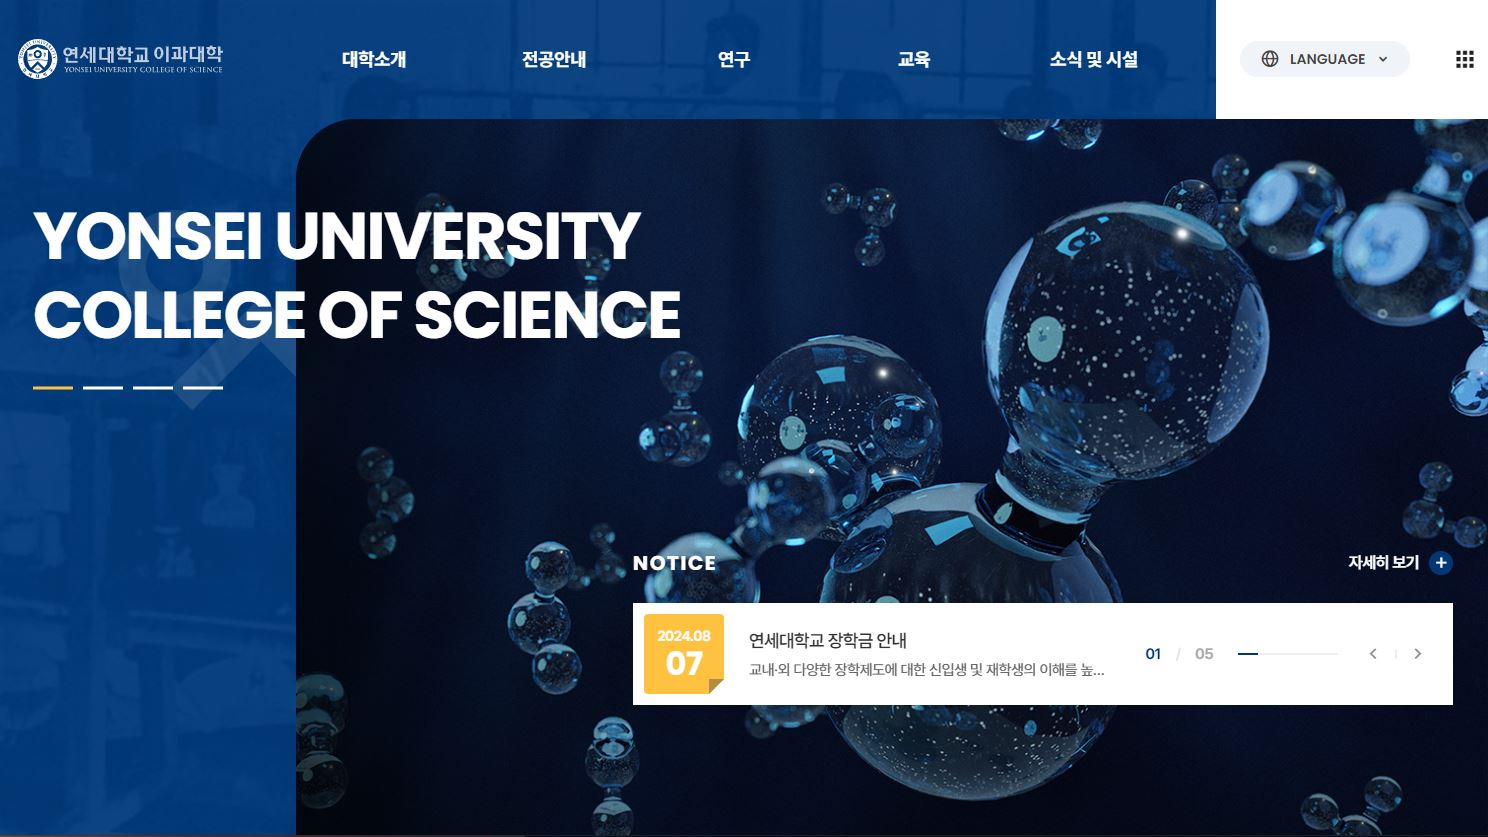 연세대학교 이과대학
YONSEI UNIVERSITY COLLEGE OF SCIENCE
대학소개
전공안내
연구
교육
소식 및 시설
LANGUAGE
YONSEI UNIVERSITY
COLLEGE OF SCIENCE
NOTICE
자세히 보기
2024.08
07
연세대학교 장학금 안내
교내·외 다양한 장학제도에 대한 신입생 및 재학생의 이해를 높...
01 / 05